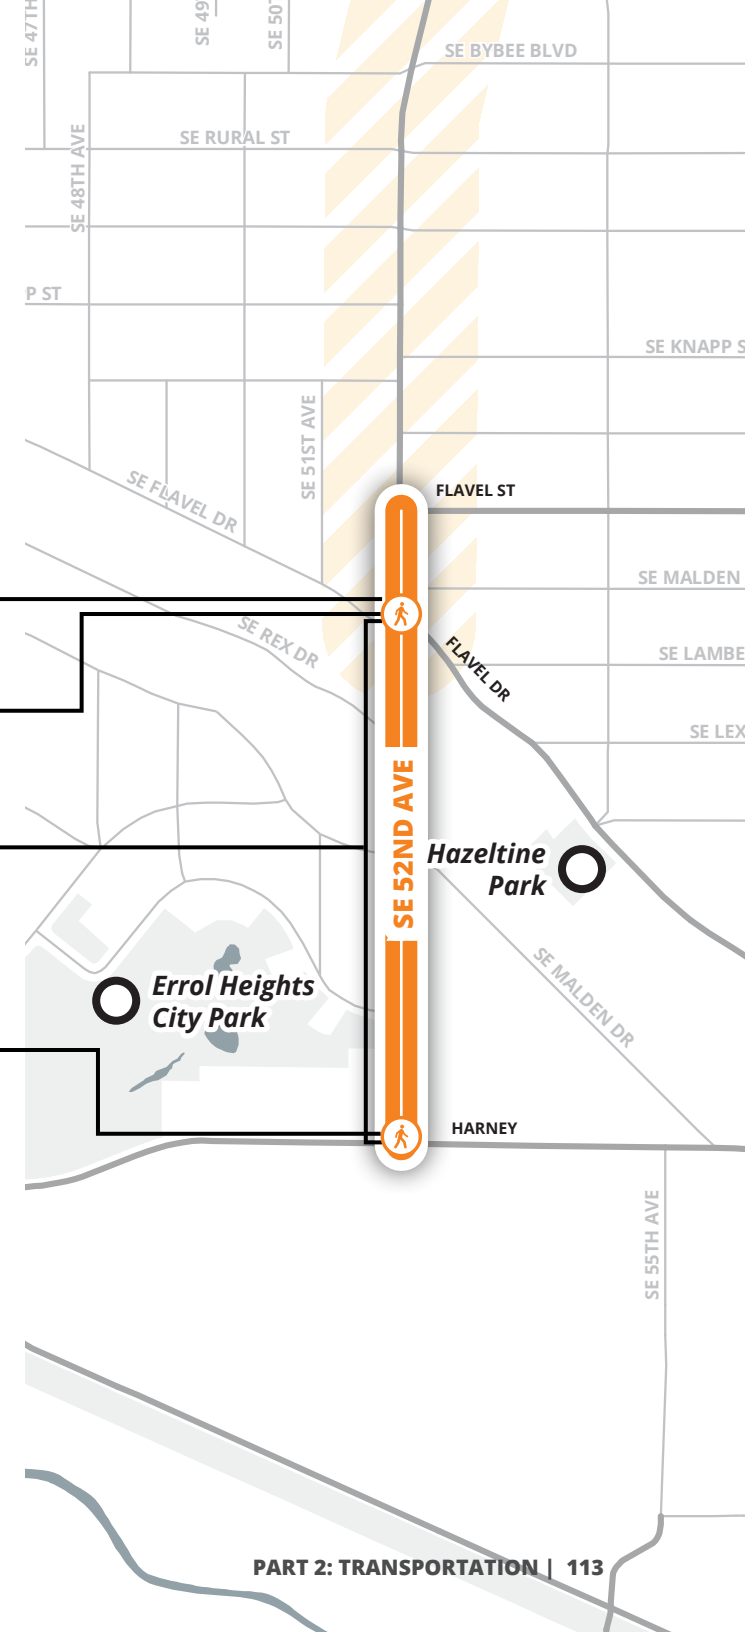 SE 47TH
SE 49
SE 50T
SE BYBEE BLVD
SE RURAL ST
SE 48TH AVE
P ST
SE KNAPP S
SE 51ST AVE
SE FLAVEL DR
FLAVEL ST
SE MALDEN
SE REX DR
FLAVEL DR
SE LAMBE
SE LEX
SE 52ND AVE
Hazeltine
Park
SE MALDEN DR
Errol Heights
City Park
HARNEY
SE 55TH AVE
PART 2: TRANSPORTATION | 113